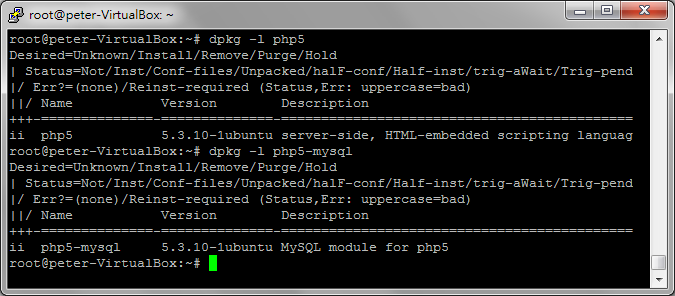 root@peter-VirtualBox: ~
root@peter-VirtualBox:~# dpkg -l php5
Desired=Unknown/Install/Remove/Purge/Hold
| Status=Not/Inst/Conf-files/Unpacked/halF-conf/Half-inst/trig-aWait/Trig-pend
|/ Err?=(none)/Reinst-required (Status,Err: uppercase=bad)
||/ Name           Version        Description
+++-==============-==============-============================================
ii  php5           5.3.10-1ubuntu server-side, HTML-embedded scripting languag
root@peter-VirtualBox:~# dpkg -l php5-mysql
Desired=Unknown/Install/Remove/Purge/Hold
| Status=Not/Inst/Conf-files/Unpacked/halF-conf/Half-inst/trig-aWait/Trig-pend
|/ Err?=(none)/Reinst-required (Status,Err: uppercase=bad)
||/ Name           Version        Description
+++-==============-==============-============================================
ii  php5-mysql     5.3.10-1ubuntu MySQL module for php5
root@peter-VirtualBox:~#